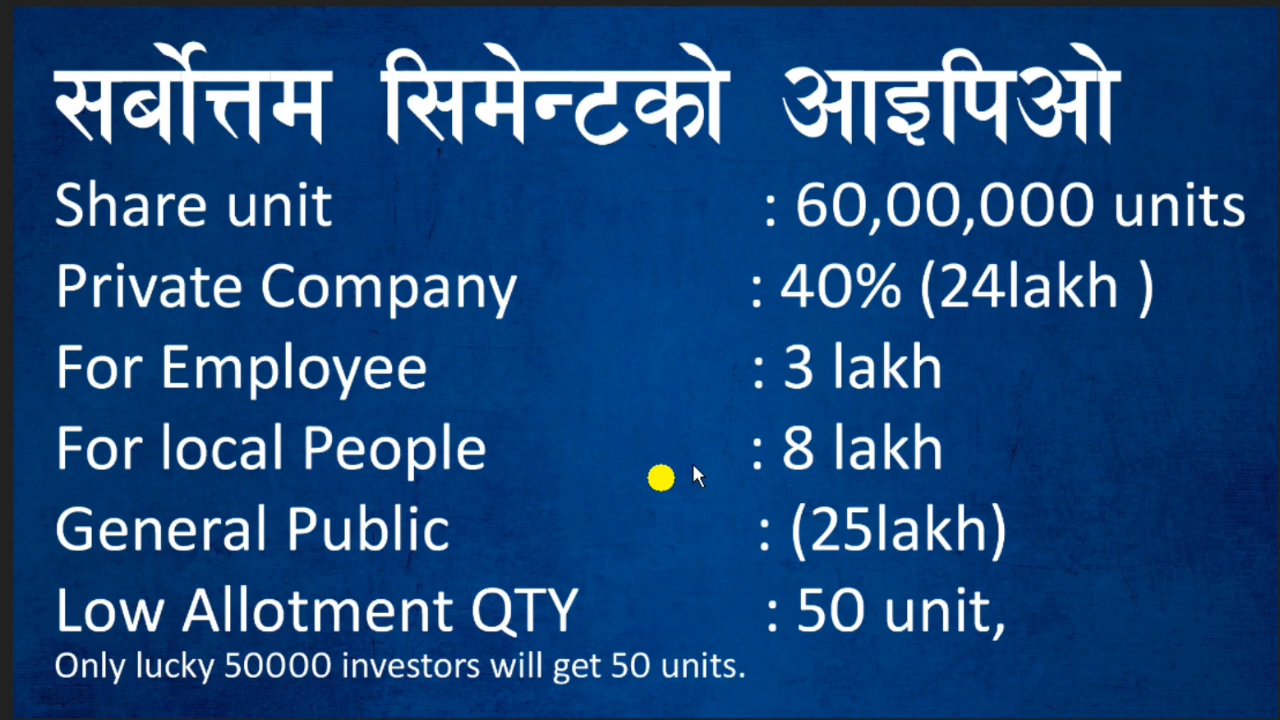 सर्बोत्तम सिमेन्टको आइपिओ
Share unit : 60,00,000 units
Private Company : 40% (24lakh )
For Employee : 3 lakh
For local People : 8 lakh
General Public : (25lakh)
Low Allotment QTY : 50 unit,
Only lucky 50000 investors will get 50 units.